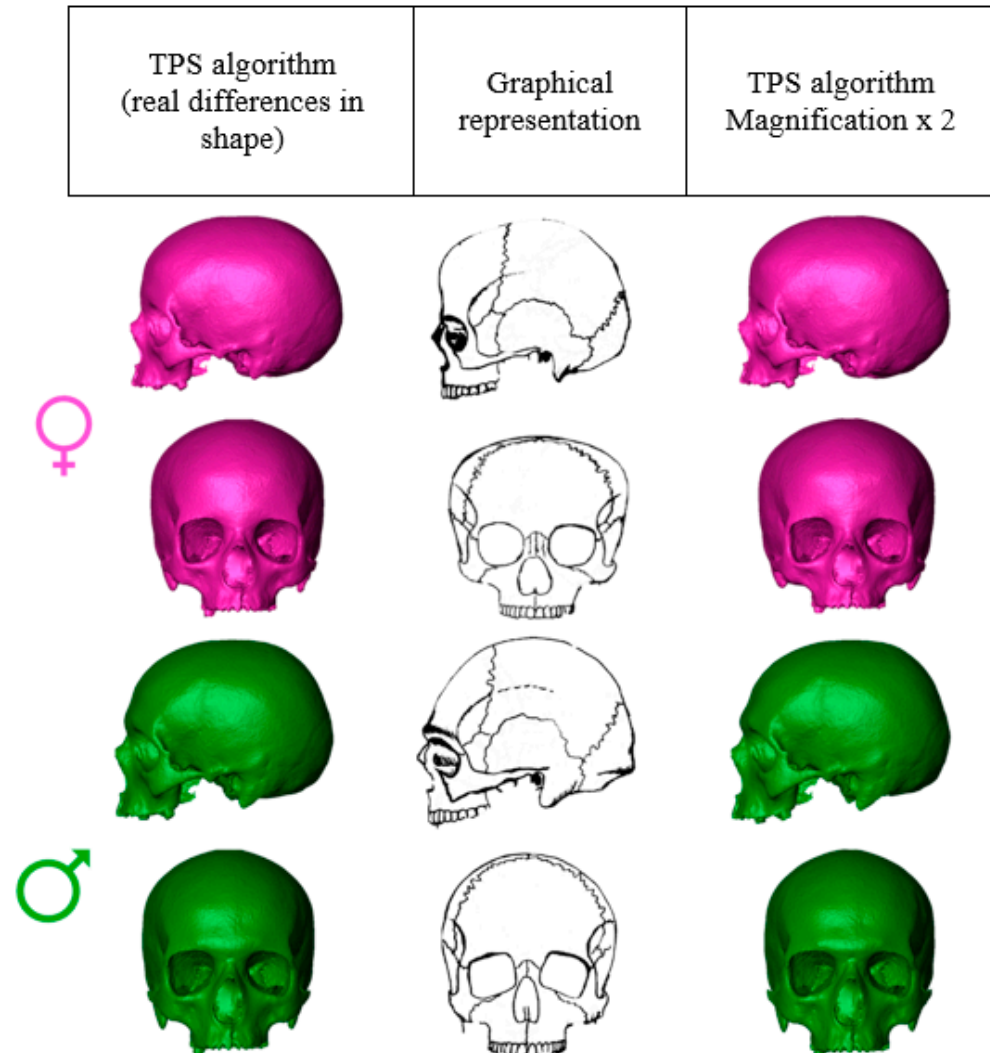 TPS algorithm
(real differences in
shape)
Graphical
representation
TPS algorithm
Magnification x 2